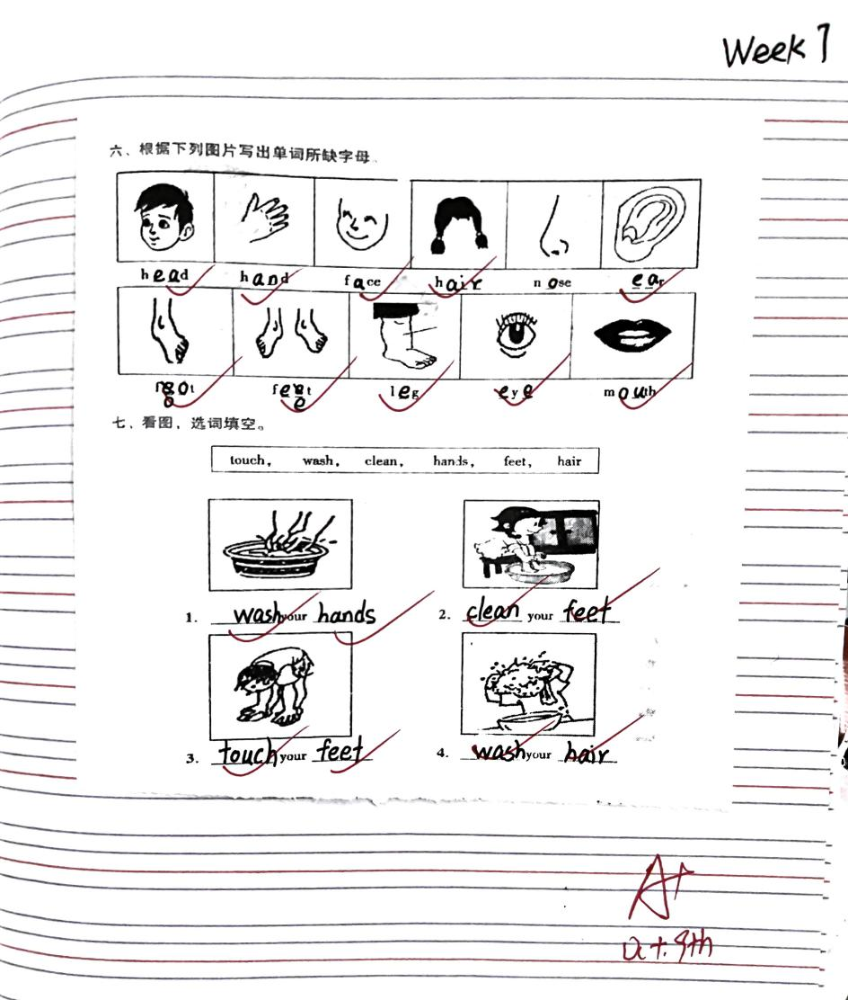 Week 7
六、根据下列图片写出单词所缺字母
head hand face hair nose ear
foot feet leg eye mouth
七、看图，选词填空。
touch, wash, clean, hands, feet, hair
1. wash your hands 2. clean your feet
3. touch your feet 4. wash your hair
A+
Oct. 9th